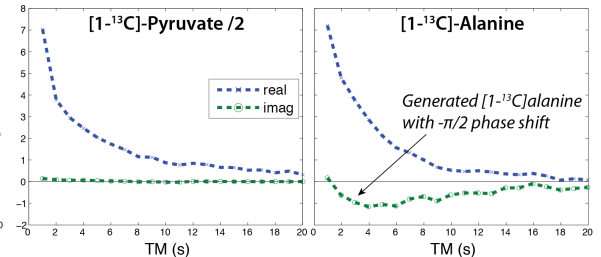 [1-¹³C]-Pyruvate /2
[1-¹³C]-Alanine
8
7
6
5
4
3
2
1
0
−1
−2
real
imag
Generated [1-¹³C]alanine
with -π/2 phase shift
0 2 4 6 8 10 12 14 16 18 20
0 2 4 6 8 10 12 14 16 18 20
TM (s)
TM (s)